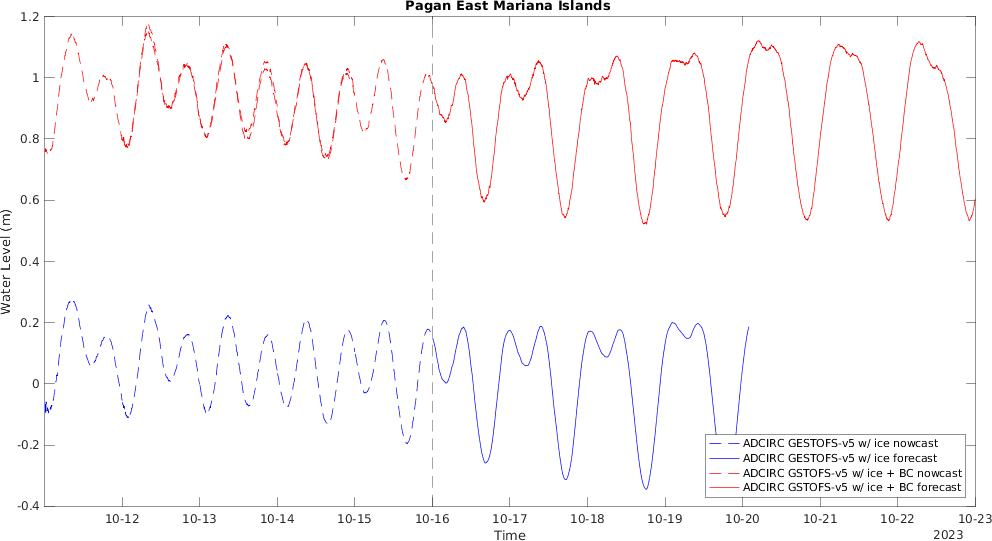 Pagan East Mariana Islands
Water Level (m)
1.2
1
0.8
0.6
0.4
0.2
0
-0.2
-0.4
ADCIRC GESTOFS-v5 w/ ice nowcast
ADCIRC GESTOFS-v5 w/ ice forecast
ADCIRC GSTOFS-v5 w/ ice + BC nowcast
ADCIRC GSTOFS-v5 w/ ice + BC forecast
10-12 10-13 10-14 10-15 10-16 10-17 10-18 10-19 10-20 10-21 10-22 10-23
Time
2023